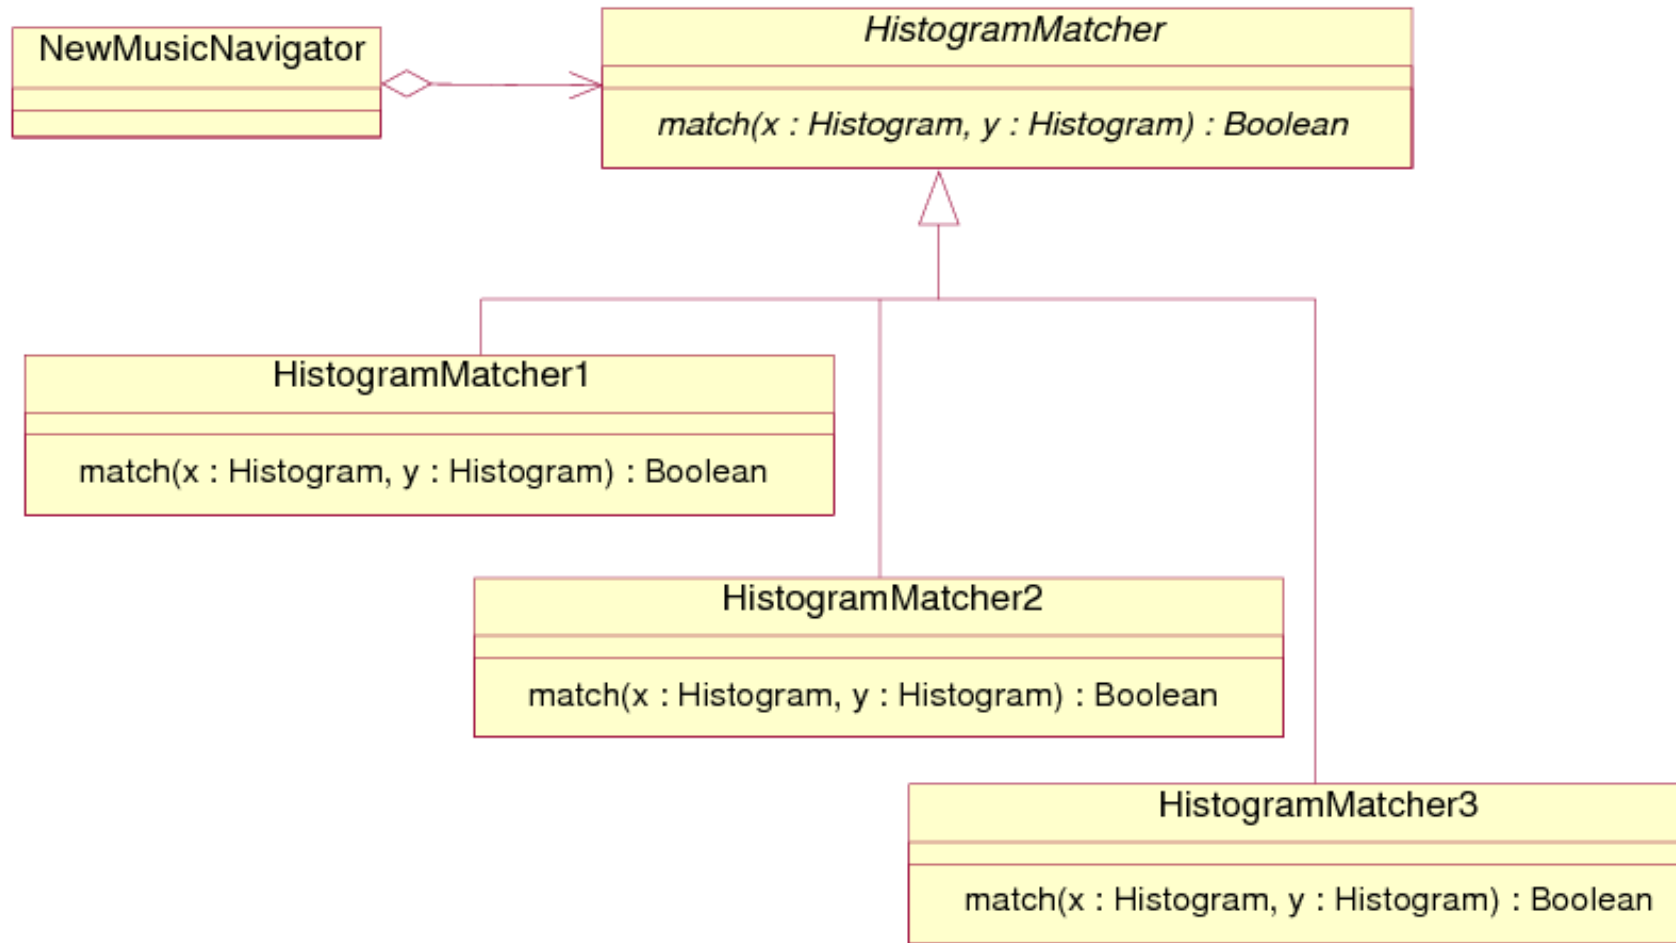 NewMusicNavigator
HistogramMatcher
match(x : Histogram, y : Histogram) : Boolean
HistogramMatcher1
match(x : Histogram, y : Histogram) : Boolean
HistogramMatcher2
match(x : Histogram, y : Histogram) : Boolean
HistogramMatcher3
match(x : Histogram, y : Histogram) : Boolean